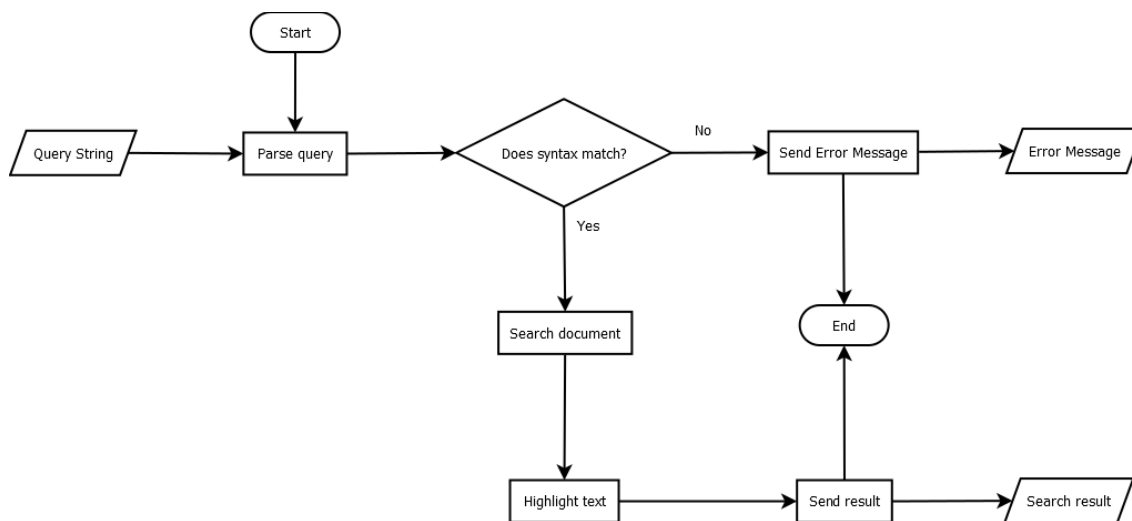 Start
Query String
Parse query
Does syntax match?
No
Send Error Message
Error Message
Yes
Search document
End
Highlight text
Send result
Search result